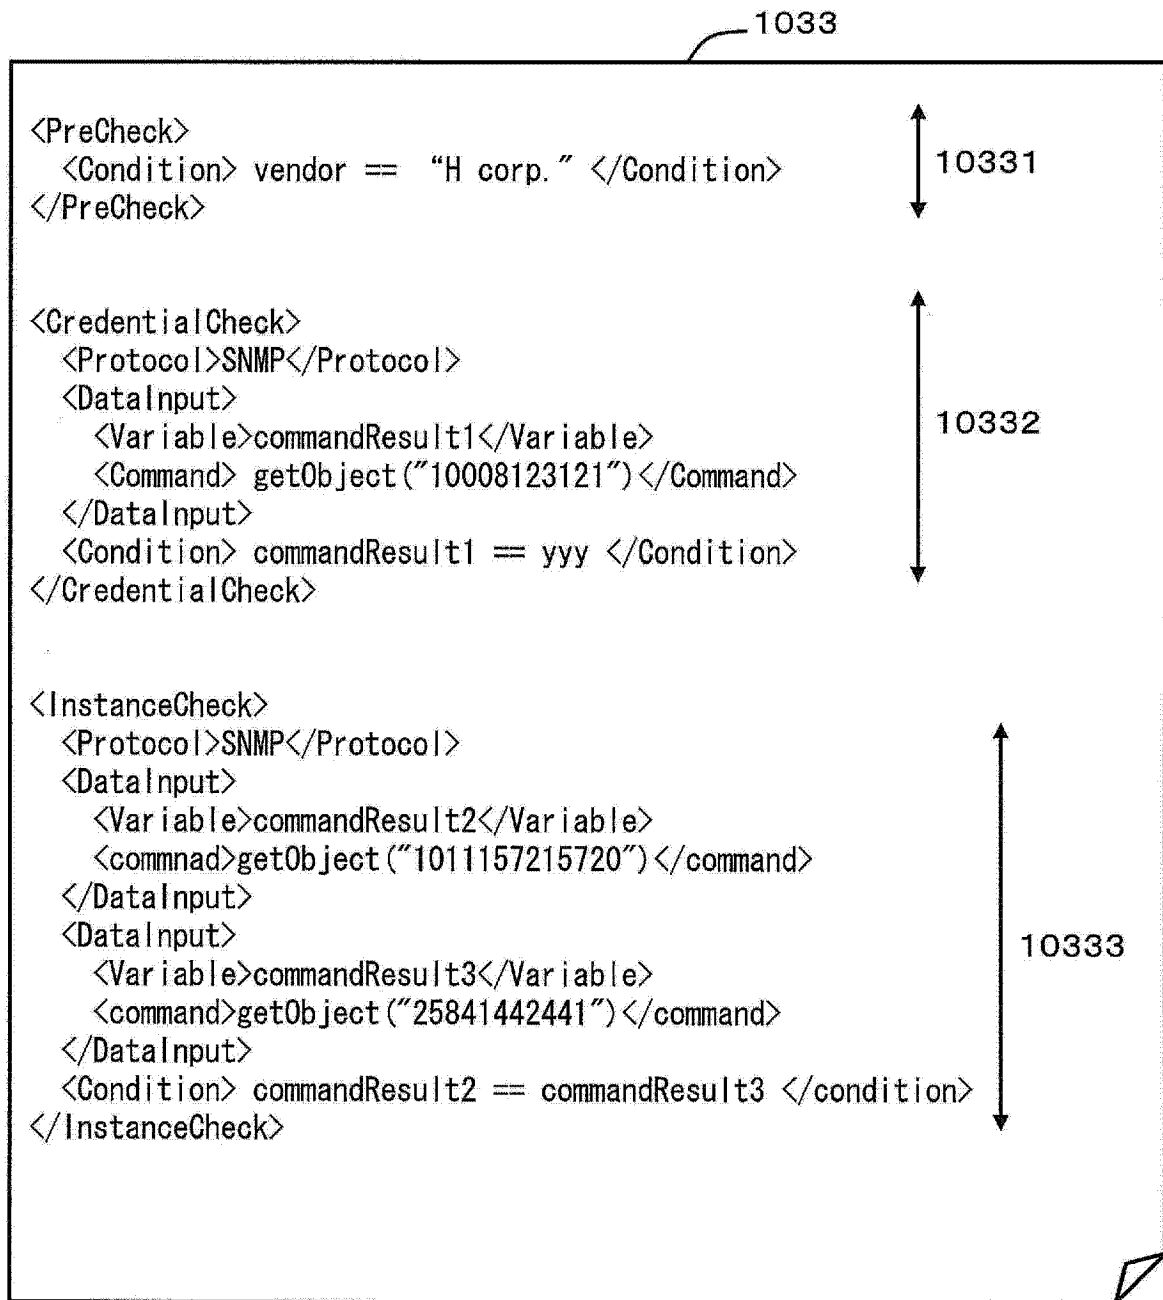 1033
<PreCheck>
<Condition> vendor == “H corp.” </Condition>
</PreCheck>
10331
<CredentialCheck>
<Protocol>SNMP</Protocol>
<DataInput>
<Variable>commandResult1</Variable>
<Command> getObject("10008123121")</Command>
</DataInput>
<Condition> commandResult1 == yyy </Condition>
</CredentialCheck>
10332
<InstanceCheck>
<Protocol>SNMP</Protocol>
<DataInput>
<Variable>commandResult2</Variable>
<commnad>getObject("1011157215720")</command>
</DataInput>
<DataInput>
<Variable>commandResult3</Variable>
<command>getObject("25841442441")</command>
</DataInput>
<Condition> commandResult2 == commandResult3 </condition>
</InstanceCheck>
10333